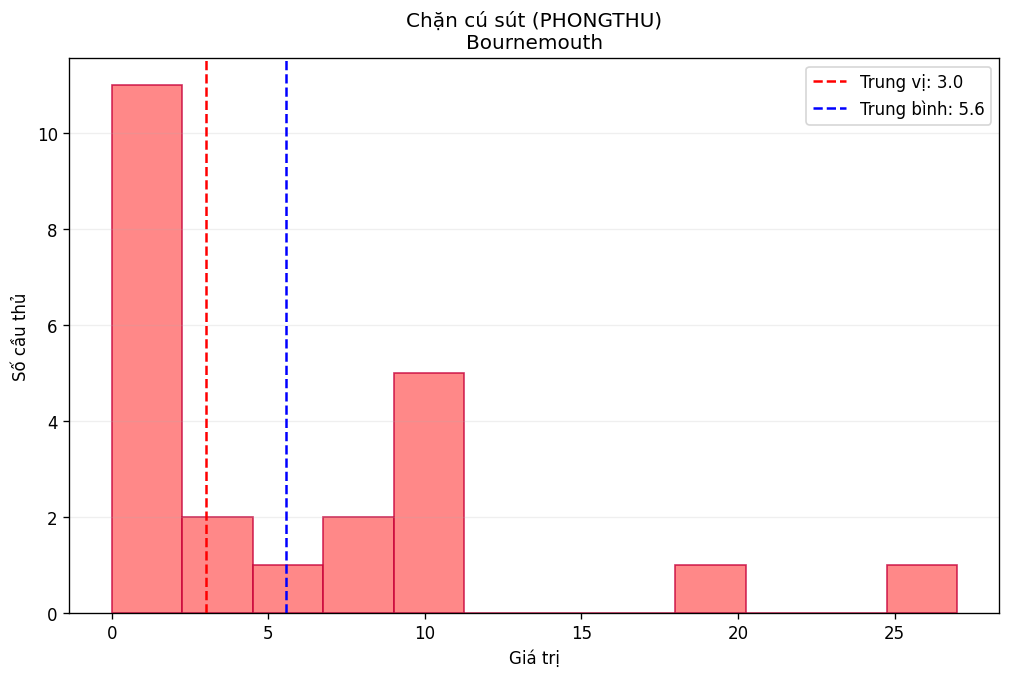 Chặn cú sút (PHONGTHU)
Bournemouth
Trung vị: 3.0
Trung bình: 5.6
Số cầu thủ
10
8
6
4
2
0
0 5 10 15 20 25
Giá trị